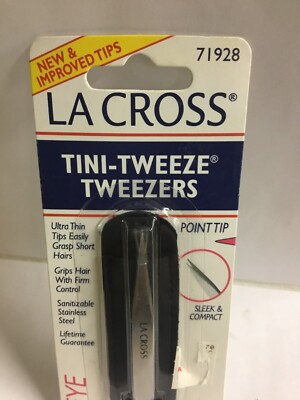 NEW &
IMPROVED TIPS
71928
LA CROSS®
TINI-TWEEZE®
TWEEZERS
Ultra Thin
Tips Easily
Grasp Short
Hairs
Grips Hair
With Firm
Control
Sanitizable
Stainless
Steel
Lifetime
Guarantee
POINT TIP
SLEEK &
COMPACT
LA CROSS
EYE